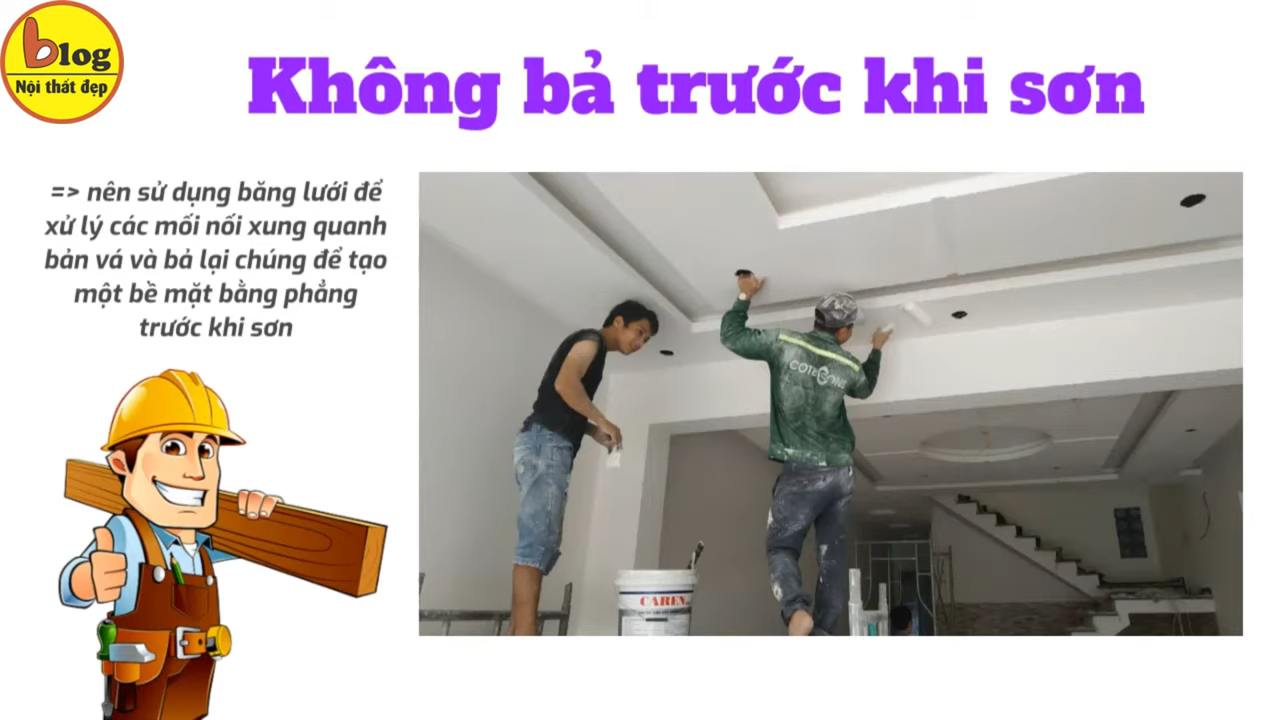 blog
Nội thất đẹp
Không bả trước khi sơn
=> nên sử dụng băng lưới để
xử lý các mối nối xung quanh
bản vá và bả lại chúng để tạo
một bề mặt bằng phẳng
trước khi sơn
CAREN